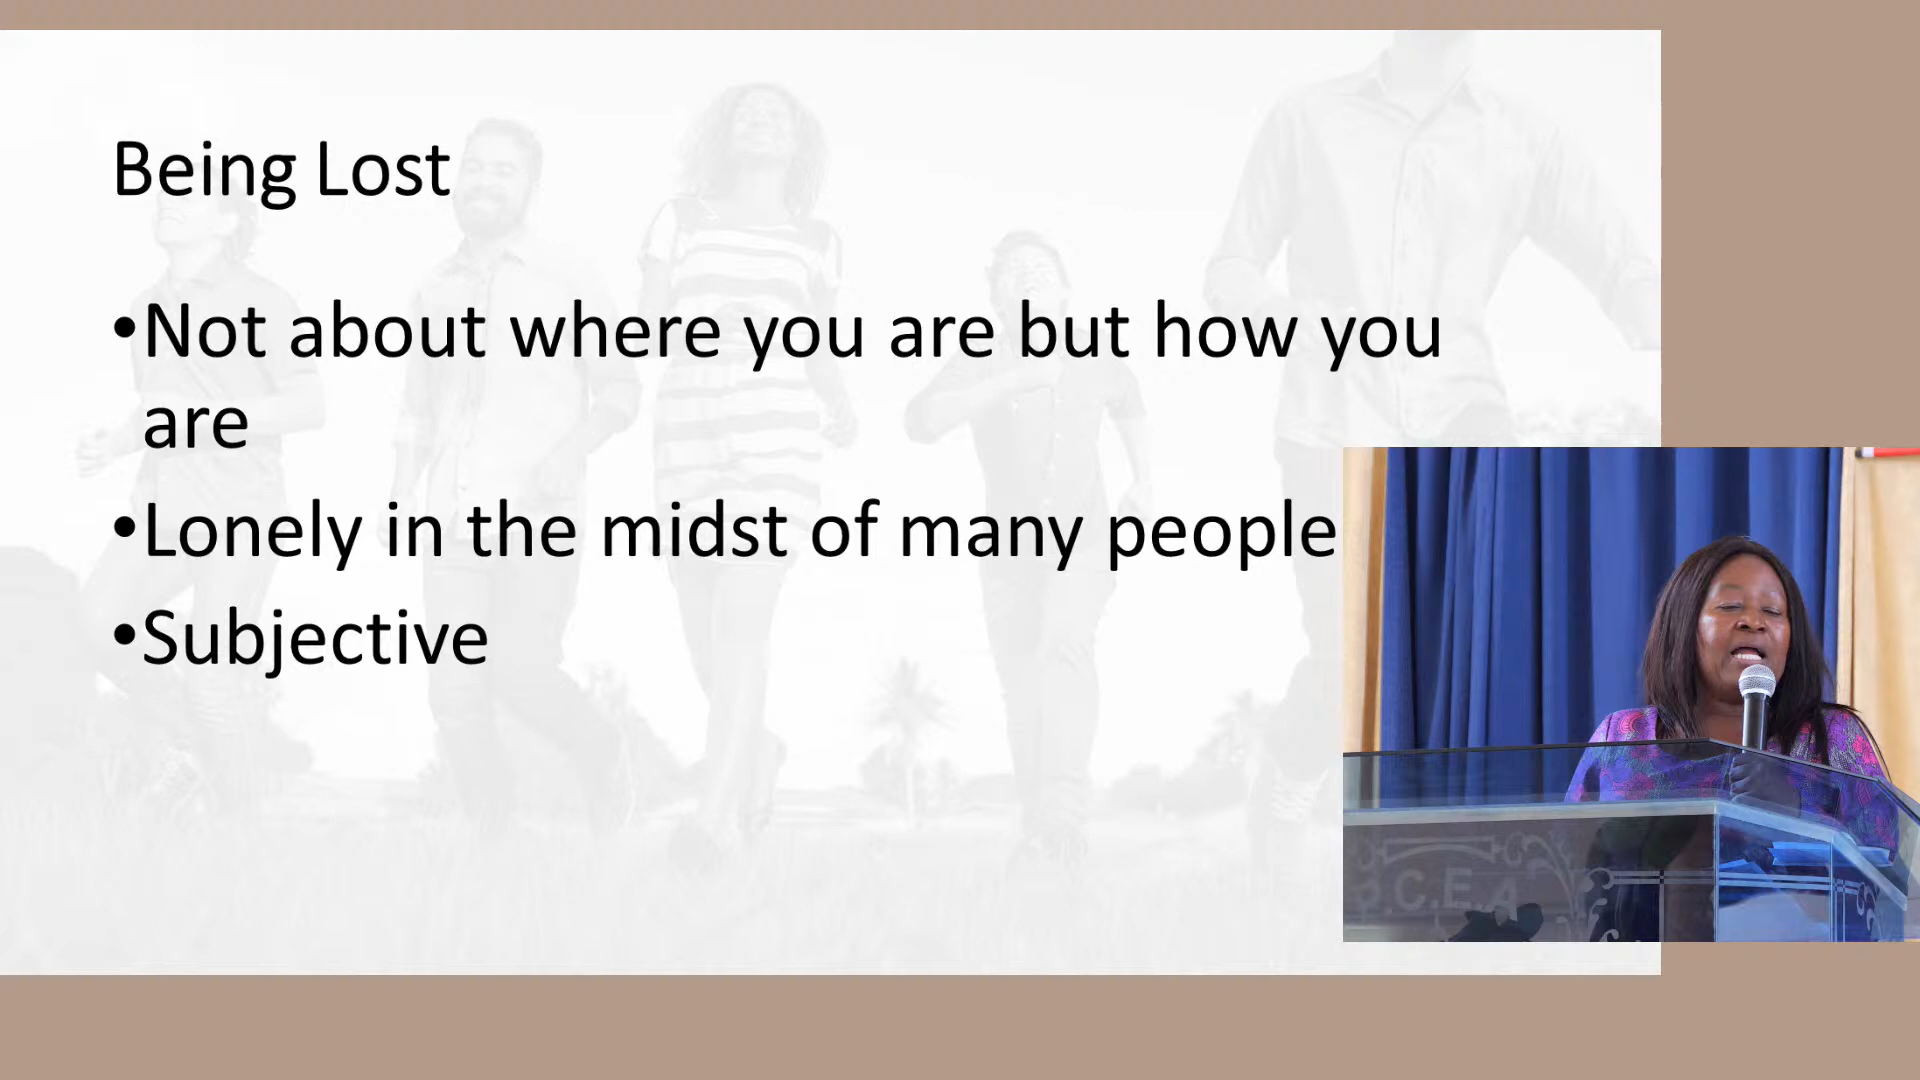 Being Lost
•Not about where you are but how you
are
•Lonely in the midst of many people
•Subjective
P.C.E.A